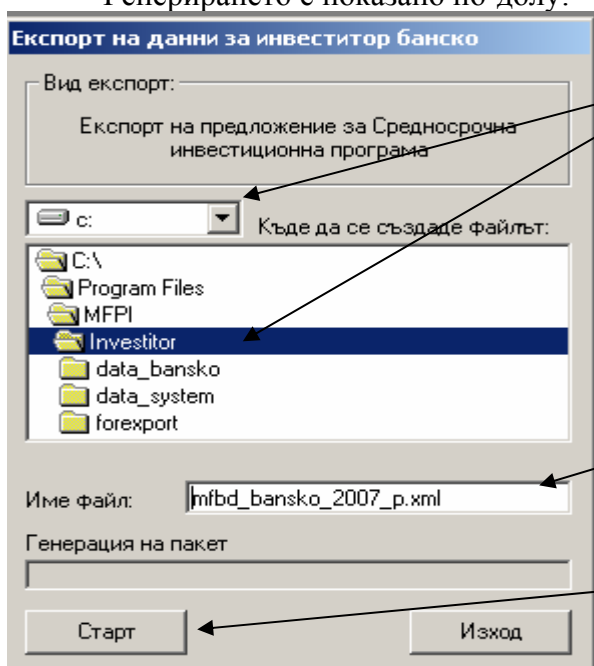 Генерирането е показано по-долу:
Експорт на данни за инвеститор банско
Вид експорт:
Експорт на предложение за Средносрочна
инвестиционна програма
c:
Къде да се създаде файлът:
C:\
Program Files
MFPI
Investitor
data_bansko
data_system
forexport
Име файл:
mfbd_bansko_2007_p.xml
Генерация на пакет
Старт
Изход